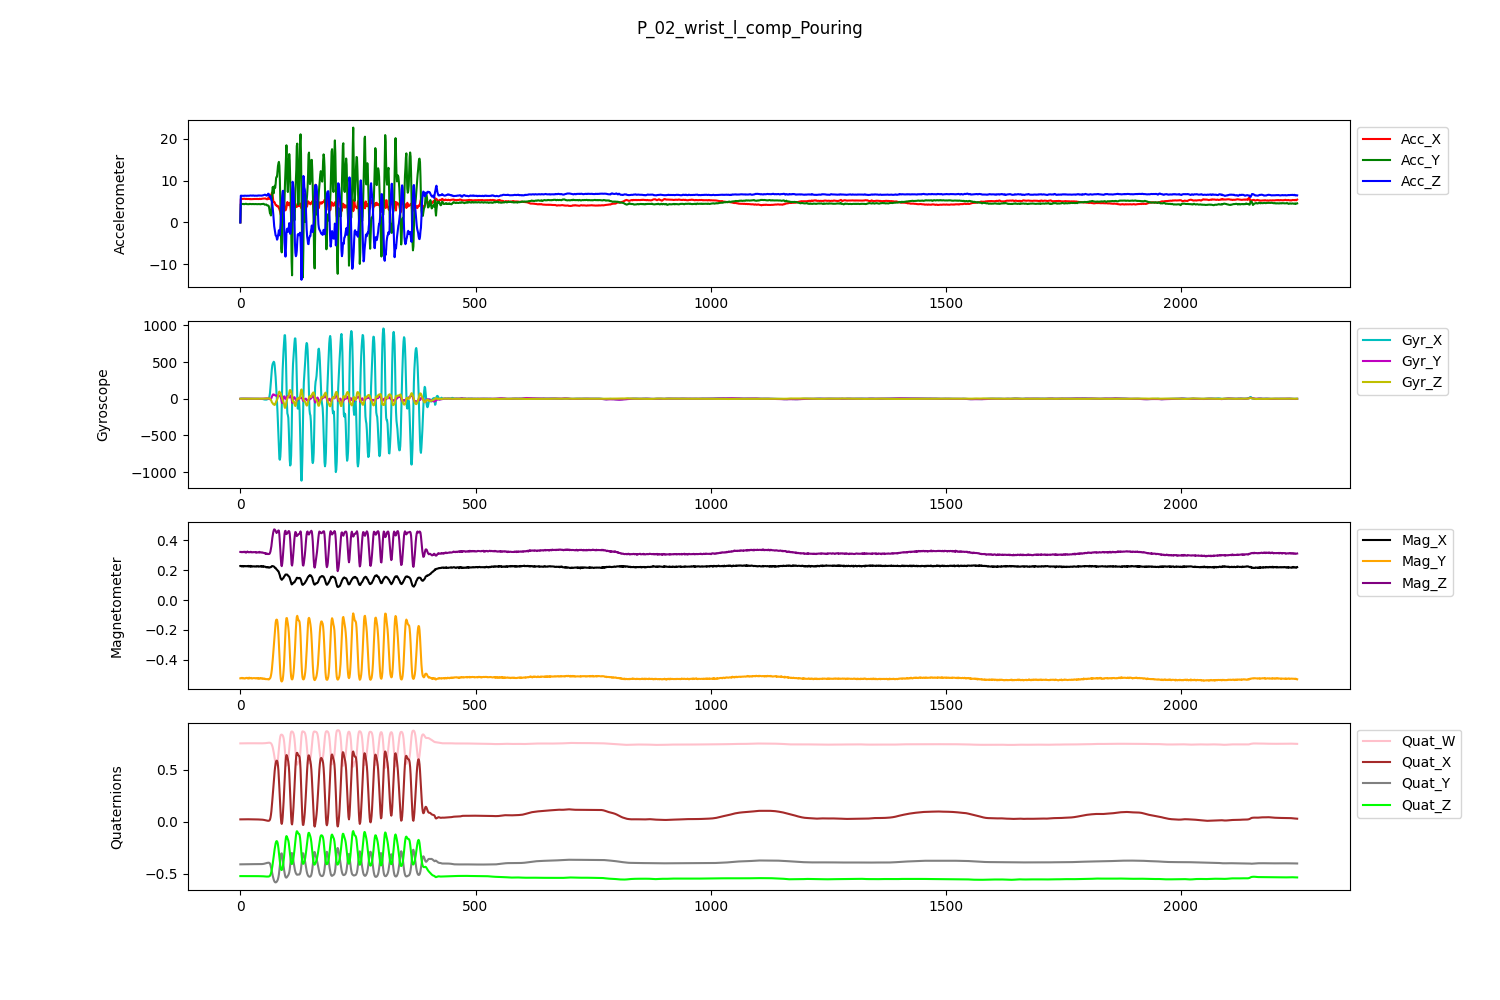 P_02_wrist_l_comp_Pouring
Accelerometer
20
10
0
−10
0 500 1000 1500 2000
Acc_X
Acc_Y
Acc_Z
Gyroscope
1000
500
0
−500
−1000
0 500 1000 1500 2000
Gyr_X
Gyr_Y
Gyr_Z
Magnetometer
0.4
0.2
0.0
−0.2
−0.4
0 500 1000 1500 2000
Mag_X
Mag_Y
Mag_Z
Quaternions
0.5
0.0
−0.5
0 500 1000 1500 2000
Quat_W
Quat_X
Quat_Y
Quat_Z